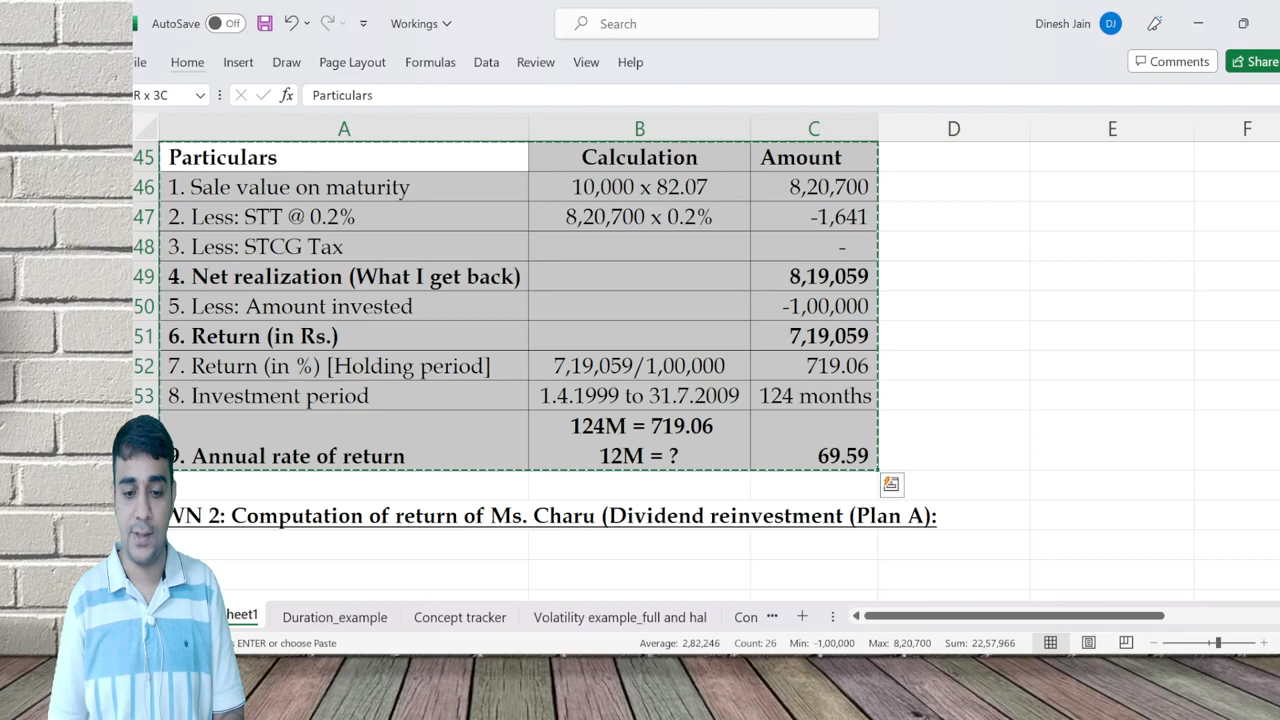 AutoSave Off Workings Search Dinesh Jain DJ
ile Home Insert Draw Page Layout Formulas Data Review View Help Comments Share
R x 3C fx Particulars
A B C D E F
45 Particulars Calculation Amount
46 1. Sale value on maturity 10,000 x 82.07 8,20,700
47 2. Less: STT @ 0.2% 8,20,700 x 0.2% -1,641
48 3. Less: STCG Tax -
49 4. Net realization (What I get back) 8,19,059
50 5. Less: Amount invested -1,00,000
51 6. Return (in Rs.) 7,19,059
52 7. Return (in %) [Holding period] 7,19,059/1,00,000 719.06
53 8. Investment period 1.4.1999 to 31.7.2009 124 months
124M = 719.06
9. Annual rate of return 12M = ? 69.59
WN 2: Computation of return of Ms. Charu (Dividend reinvestment (Plan A):
heet1 Duration_example Concept tracker Volatility example_full and hal Con ...
ENTER or choose Paste Average: 2,82,246 Count: 26 Min: -1,00,000 Max: 8,20,700 Sum: 22,57,966